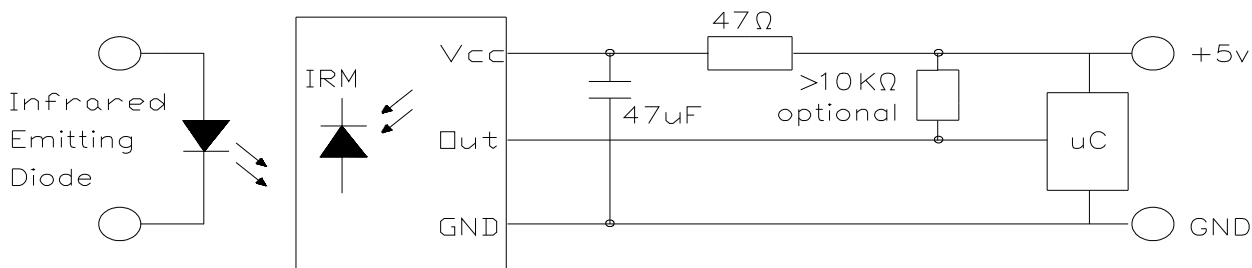 Infrared
Emitting
Diode
IRM
Vcc
Out
GND
47uF
47Ω
>10KΩ
optional
uC
+5v
GND